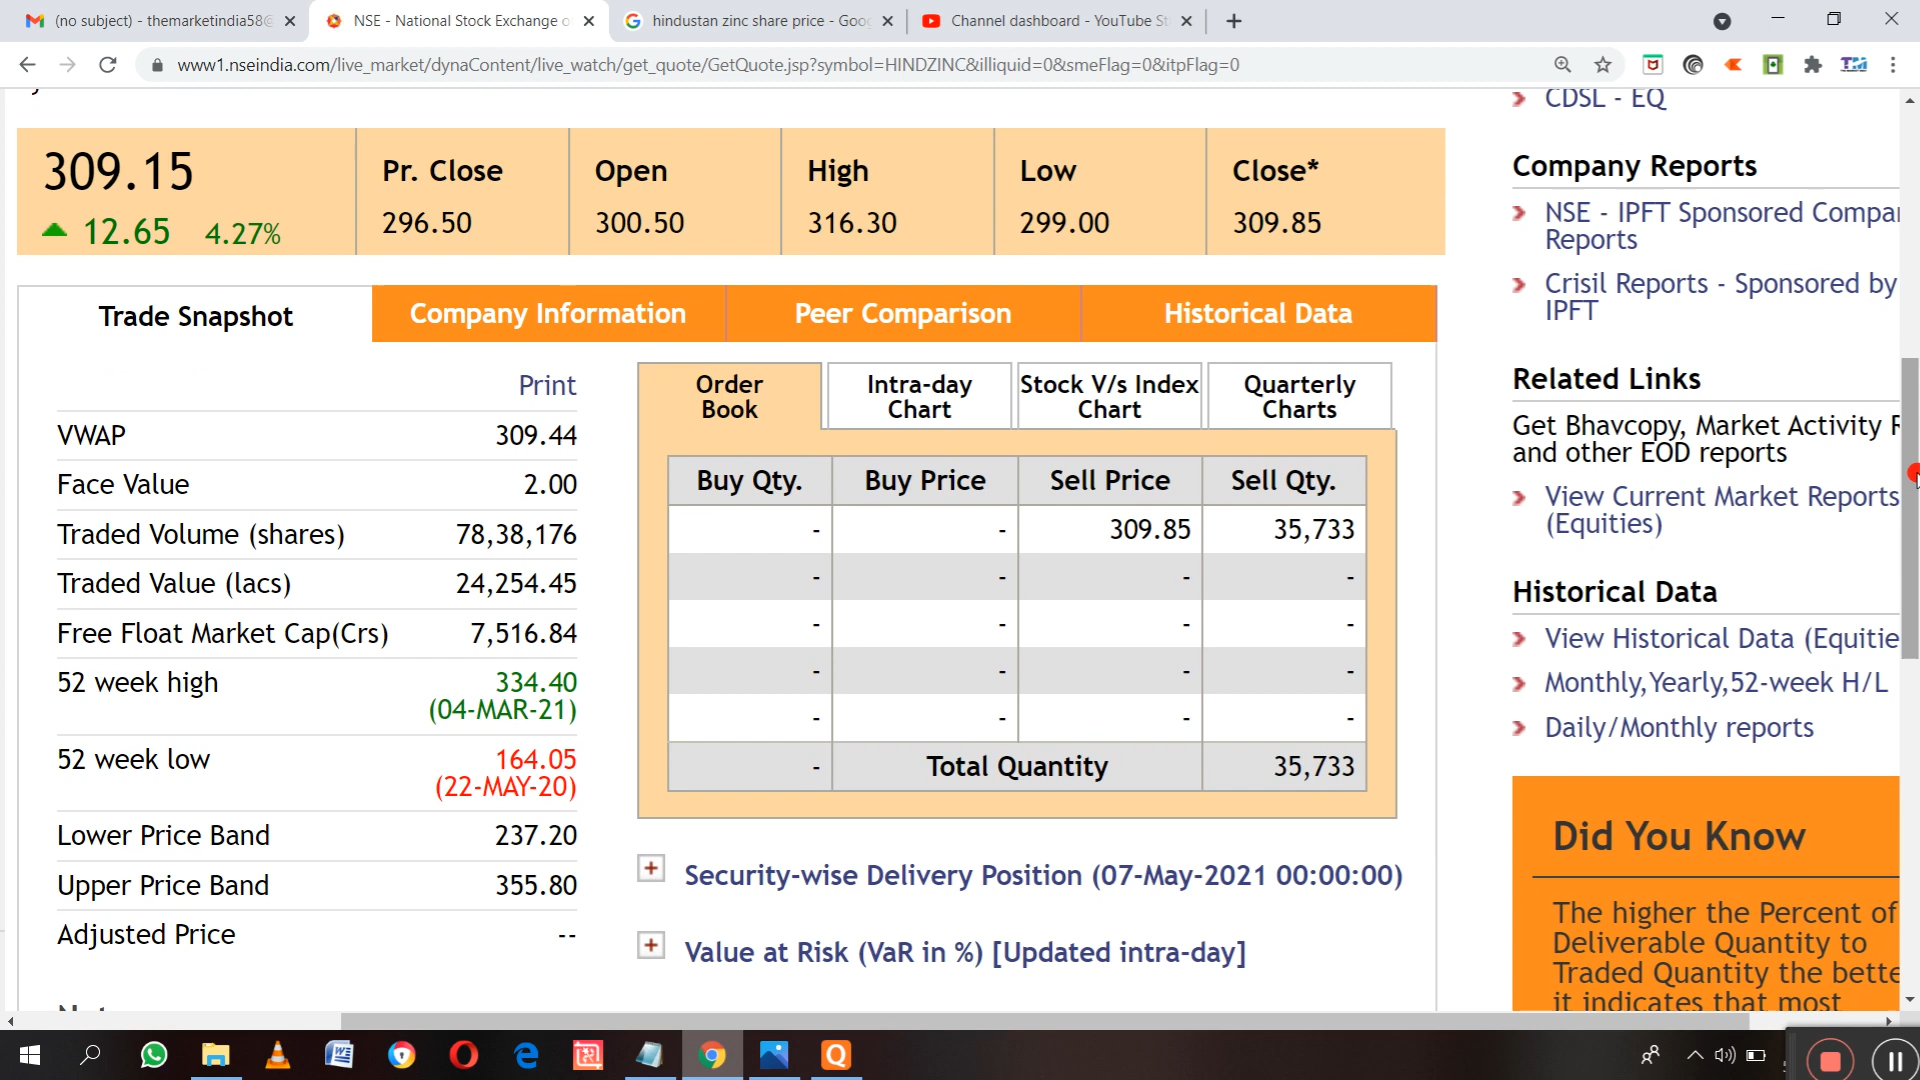 (no subject) - themarketindia58@
NSE - National Stock Exchange o
hindustan zinc share price - Goo
Channel dashboard - YouTube St
www1.nseindia.com/live_market/dynaContent/live_watch/get_quote/GetQuote.jsp?symbol=HINDZINC&illiquid=0&smeFlag=0&itpFlag=0
309.15
12.65 4.27%
Pr. Close
296.50
Open
300.50
High
316.30
Low
299.00
Close*
309.85
Trade Snapshot
Company Information
Peer Comparison
Historical Data
Print
VWAP 309.44
Face Value 2.00
Traded Volume (shares) 78,38,176
Traded Value (lacs) 24,254.45
Free Float Market Cap(Crs) 7,516.84
52 week high 334.40
(04-MAR-21)
52 week low 164.05
(22-MAY-20)
Lower Price Band 237.20
Upper Price Band 355.80
Adjusted Price --
Order
Book
Intra-day
Chart
Stock V/s Index
Chart
Quarterly
Charts
Buy Qty. Buy Price Sell Price Sell Qty.
- - 309.85 35,733
- - - -
- - - -
- - - -
- - - -
- Total Quantity 35,733
Security-wise Delivery Position (07-May-2021 00:00:00)
Value at Risk (VaR in %) [Updated intra-day]
CDSL - EQ
Company Reports
NSE - IPFT Sponsored Compa
Reports
Crisil Reports - Sponsored by
IPFT
Related Links
Get Bhavcopy, Market Activity R
and other EOD reports
View Current Market Reports
(Equities)
Historical Data
View Historical Data (Equitie
Monthly,Yearly,52-week H/L
Daily/Monthly reports
Did You Know
The higher the Percent of
Deliverable Quantity to
Traded Quantity the bette
it indicates that most